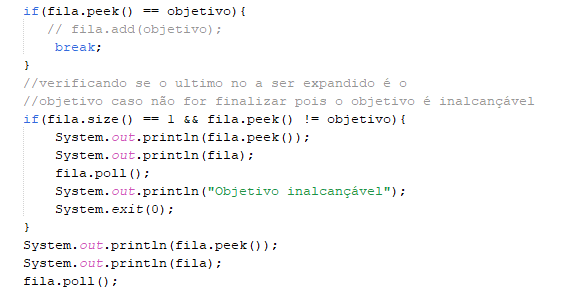 if(fila.peek() == objetivo){
// fila.add(objetivo);
break;
}
//verificando se o ultimo no a ser expandido é o
//objetivo caso não for finalizar pois o objetivo é inalcançável
if(fila.size() == 1 && fila.peek() != objetivo){
System.out.println(fila.peek());
System.out.println(fila);
fila.poll();
System.out.println("Objetivo inalcançável");
System.exit(0);
}
System.out.println(fila.peek());
System.out.println(fila);
fila.poll();